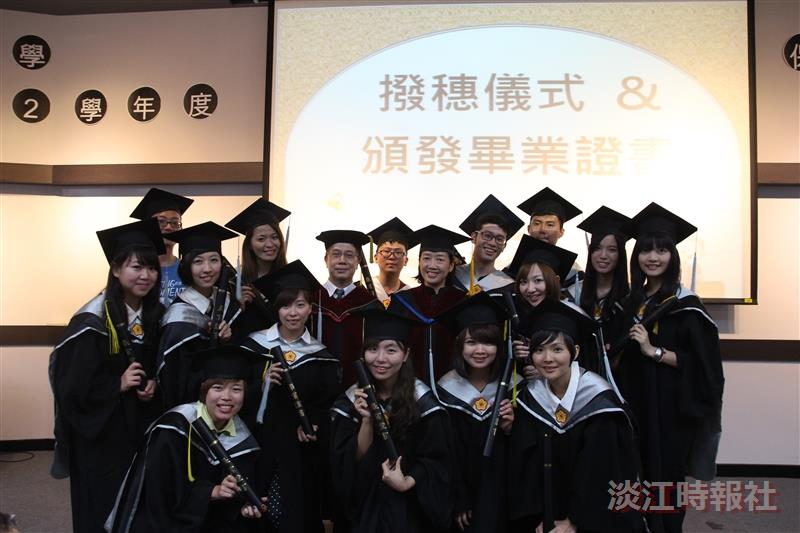 學
2學年度
撥穗儀式 &
頒發畢業證書
淡江時報社